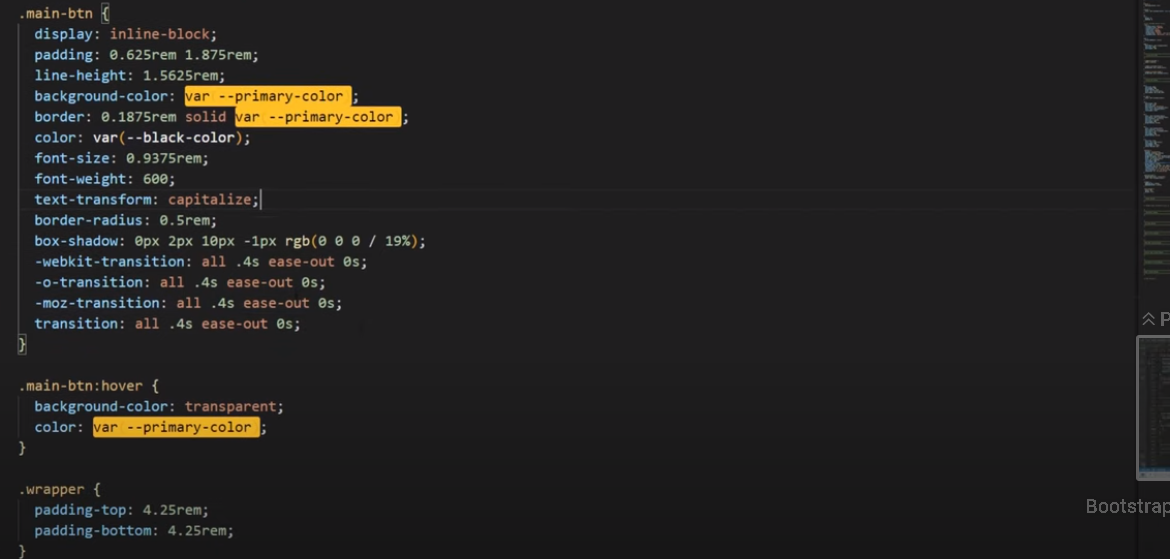 .main-btn {
display: inline-block;
padding: 0.625rem 1.875rem;
line-height: 1.5625rem;
background-color: var --primary-color ;
border: 0.1875rem solid var --primary-color ;
color: var(--black-color);
font-size: 0.9375rem;
font-weight: 600;
text-transform: capitalize;
border-radius: 0.5rem;
box-shadow: 0px 2px 10px -1px rgb(0 0 0 / 19%);
-webkit-transition: all .4s ease-out 0s;
-o-transition: all .4s ease-out 0s;
-moz-transition: all .4s ease-out 0s;
transition: all .4s ease-out 0s;
}
.main-btn:hover {
background-color: transparent;
color: var --primary-color ;
}
.wrapper {
padding-top: 4.25rem;
padding-bottom: 4.25rem;
}
P
Bootstrap